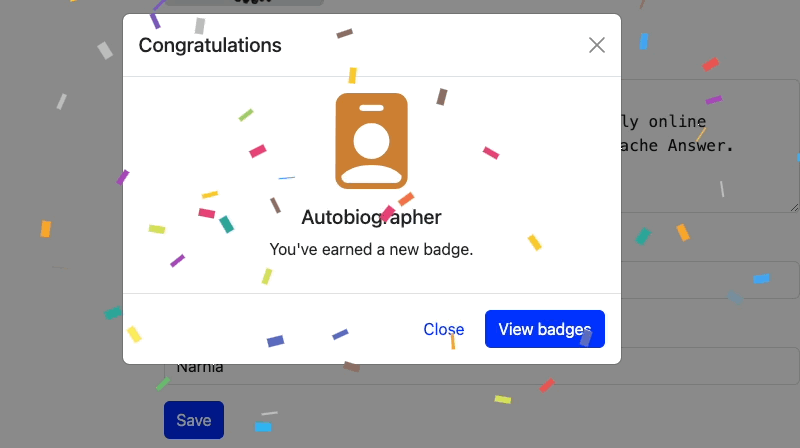 Congratulations
ly online
ache Answer.
Autobiographer
You've earned a new badge.
Close
View badges
Narnia
Save